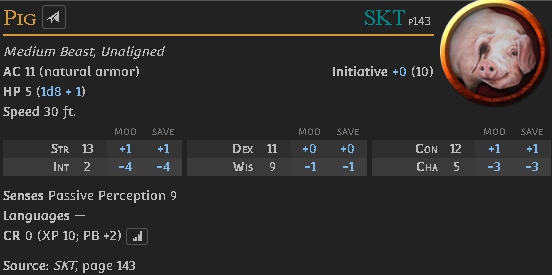 Pig SKT p143
Medium Beast, Unaligned
AC 11 (natural armor) Initiative +0 (10)
HP 5 (1d8 + 1)
Speed 30 ft.
MOD SAVE MOD SAVE MOD SAVE
Str 13 +1 +1 Dex 11 +0 +0 Con 12 +1 +1
Int 2 -4 -4 Wis 9 -1 -1 Cha 5 -3 -3
Senses Passive Perception 9
Languages —
CR 0 (XP 10; PB +2)
Source: SKT, page 143